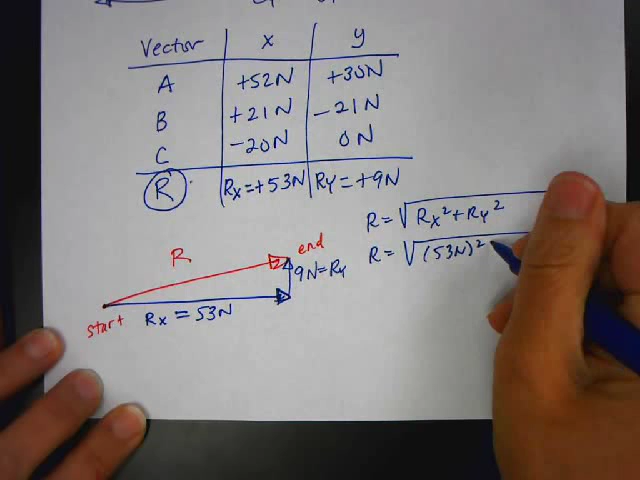 Vector x y
A +52N +30N
B +21N -21N
C -20N 0N
R Rx=+53N Ry=+9N
R=√Rx²+Ry²
R=√(53N)²
R
end
9N=Ry
start
Rx = 53N